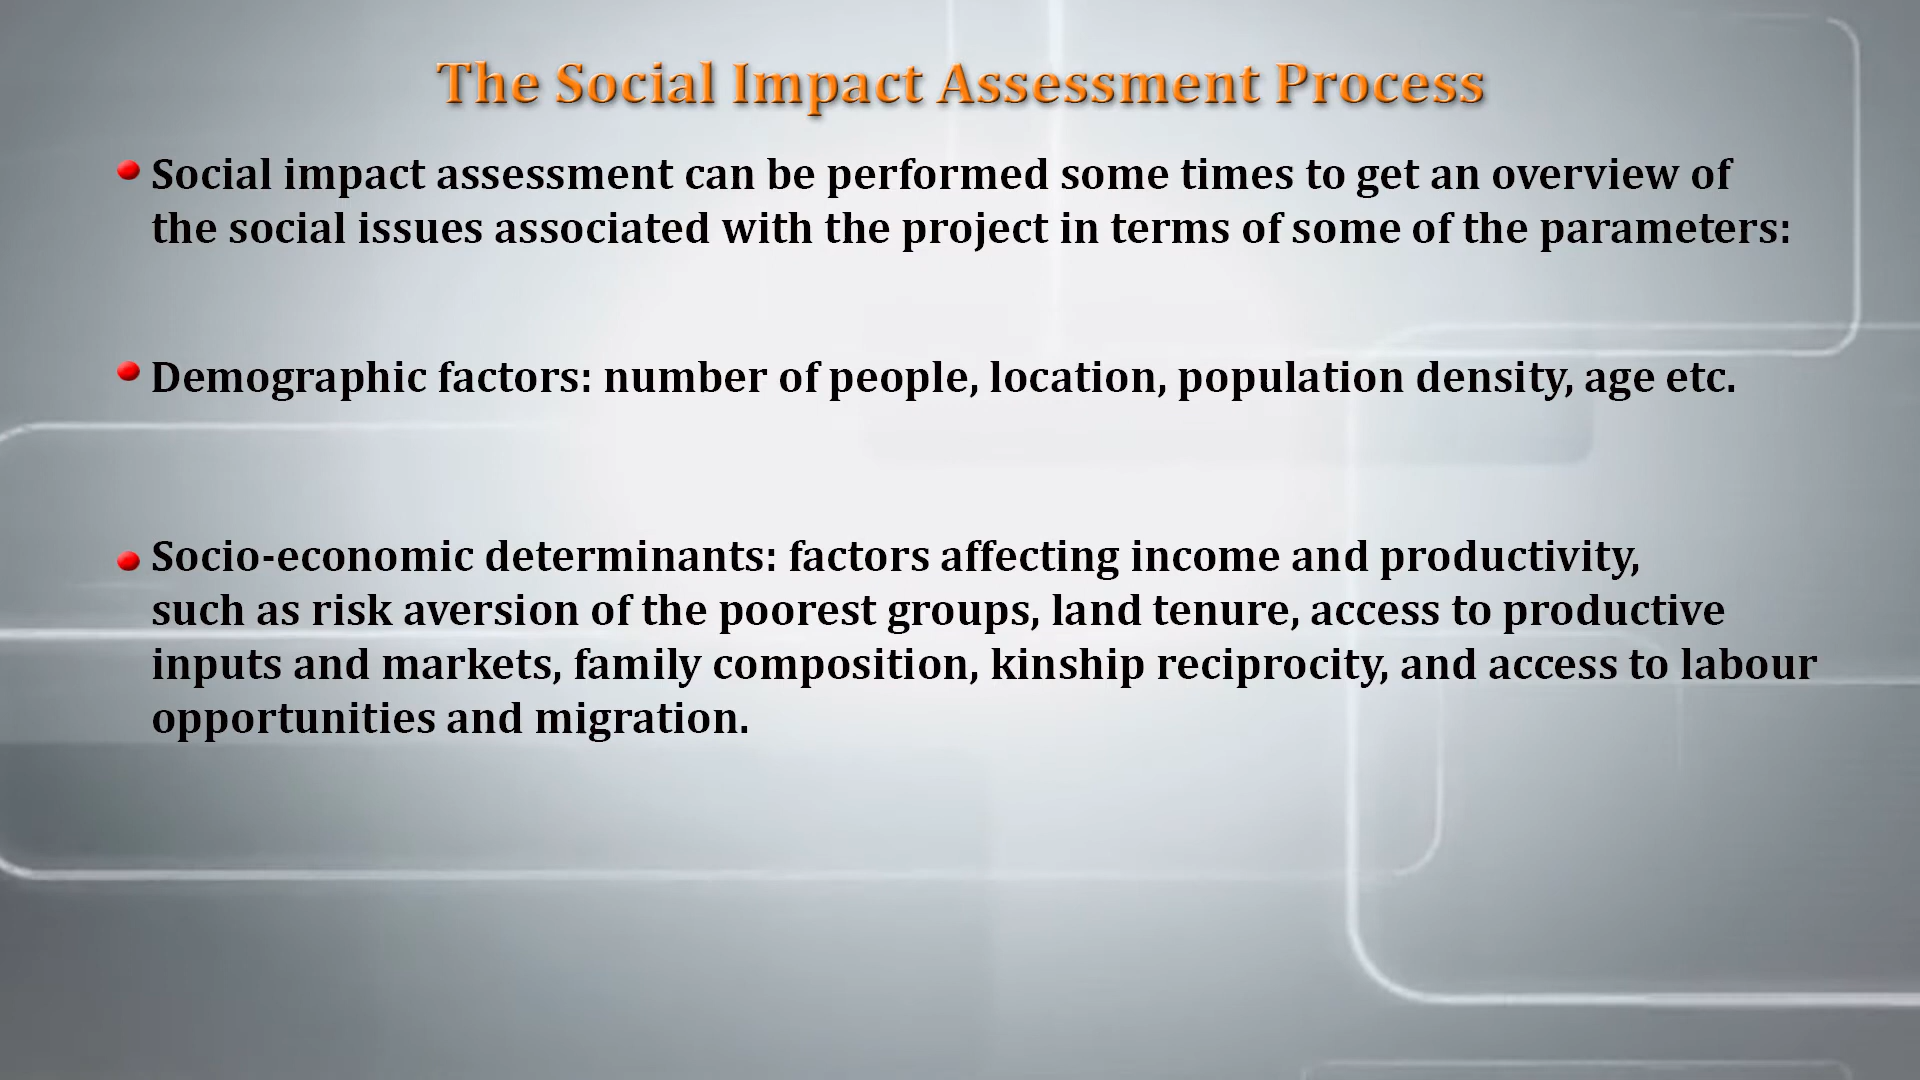 The Social Impact Assessment Process
Social impact assessment can be performed some times to get an overview of
the social issues associated with the project in terms of some of the parameters:
Demographic factors: number of people, location, population density, age etc.
Socio-economic determinants: factors affecting income and productivity,
such as risk aversion of the poorest groups, land tenure, access to productive
inputs and markets, family composition, kinship reciprocity, and access to labour
opportunities and migration.